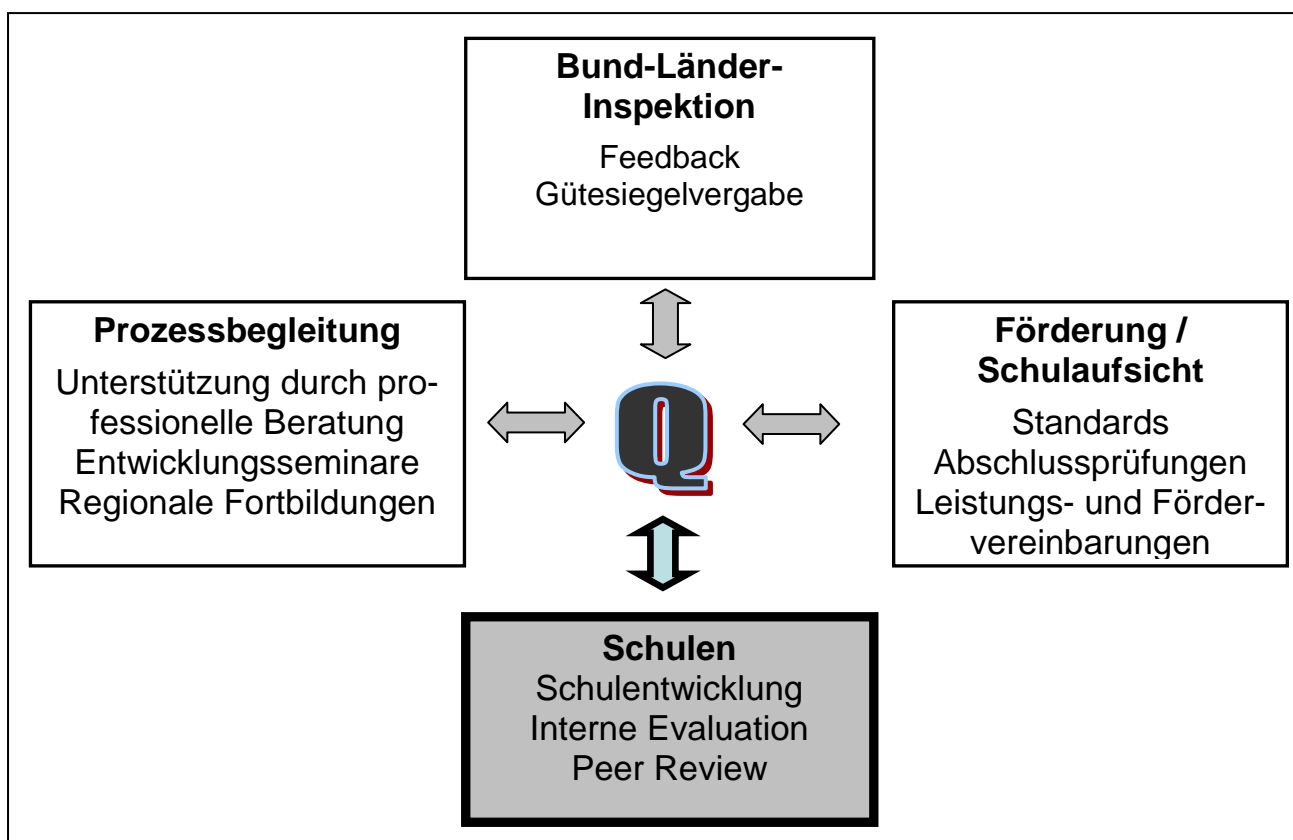 Bund-Länder-
Inspektion
Feedback
Gütesiegelvergabe
Prozessbegleitung
Unterstützung durch pro-
fessionelle Beratung
Entwicklungsseminare
Regionale Fortbildungen
Q
Förderung /
Schulaufsicht
Standards
Abschlussprüfungen
Leistungs- und Förder-
vereinbarungen
Schulen
Schulentwicklung
Interne Evaluation
Peer Review